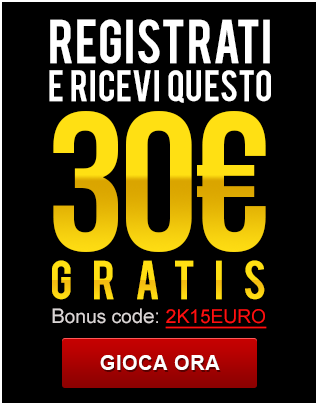 REGISTRATI
E RICEVI QUESTO
30€
GRATIS
Bonus code: 2K15EURO
GIOCA ORA